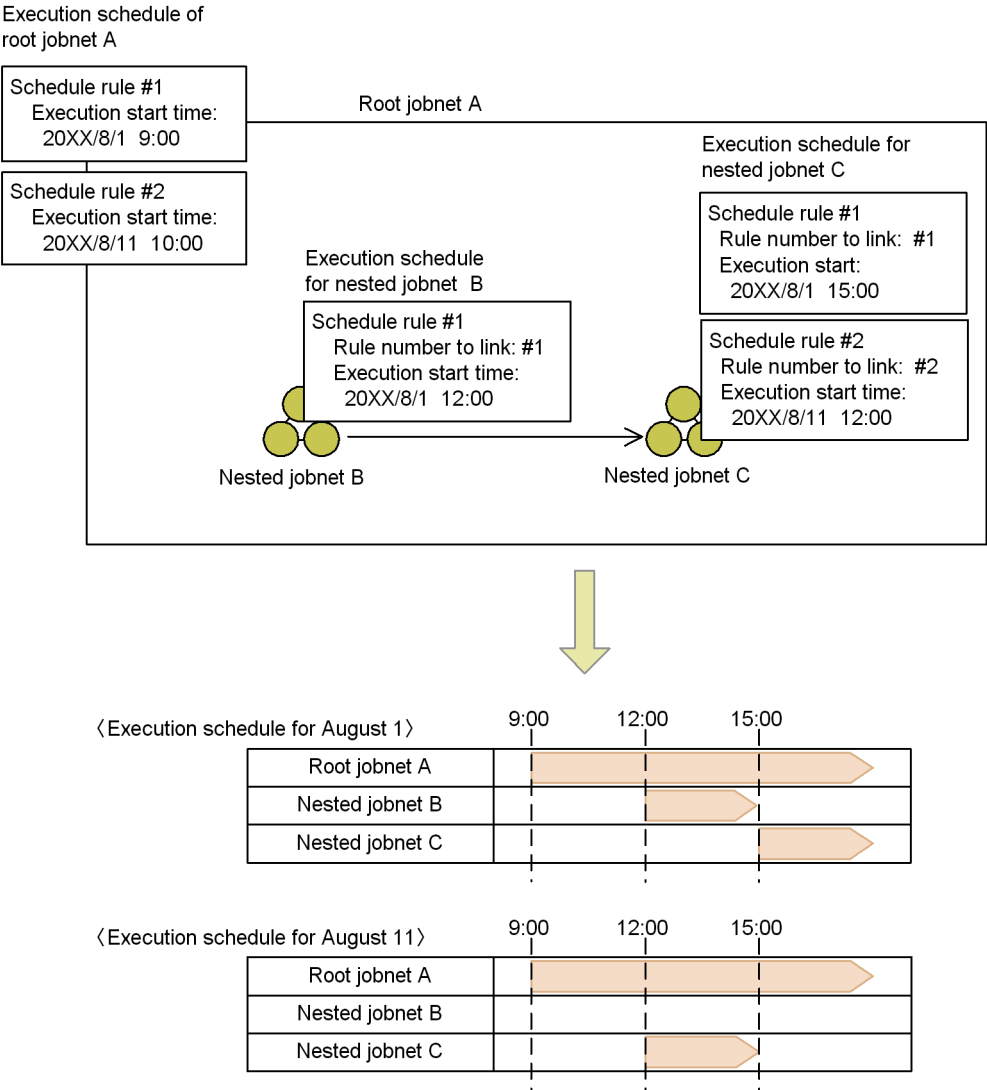 Execution schedule of
root jobnet A
Schedule rule #1
Execution start time:
20XX/8/1  9:00
Schedule rule #2
Execution start time:
20XX/8/11  10:00
Root jobnet A
Execution schedule
for nested jobnet  B
Schedule rule #1
Rule number to link: #1
Execution start time:
20XX/8/1  12:00
Nested jobnet B
Execution schedule for
nested jobnet C
Schedule rule #1
Rule number to link:  #1
Execution start:
20XX/8/1  15:00
Schedule rule #2
Rule number to link:  #2
Execution start time:
20XX/8/11  12:00
Nested jobnet C
〈Execution schedule for August 1〉
9:00 12:00 15:00
Root jobnet A
Nested jobnet B
Nested jobnet C
〈Execution schedule for August 11〉
9:00 12:00 15:00
Root jobnet A
Nested jobnet B
Nested jobnet C